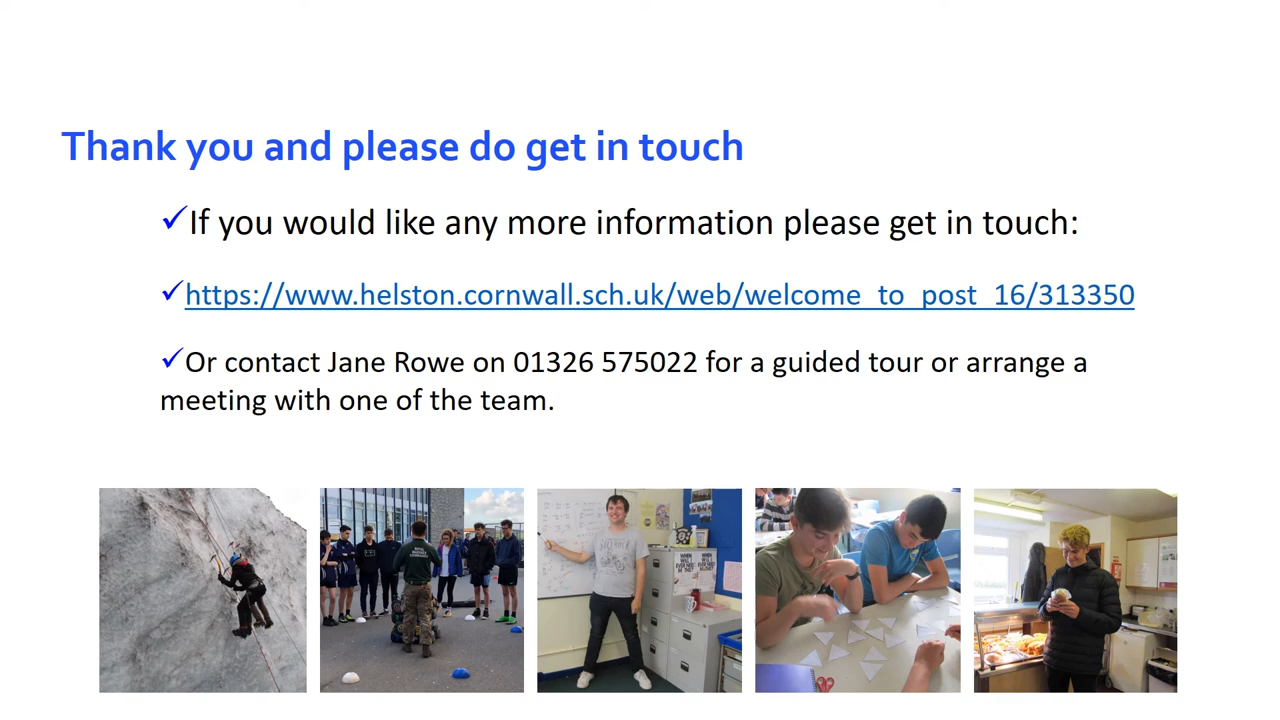 Thank you and please do get in touch
✓If you would like any more information please get in touch:
✓https://www.helston.cornwall.sch.uk/web/welcome_to_post_16/313350
✓Or contact Jane Rowe on 01326 575022 for a guided tour or arrange a
meeting with one of the team.